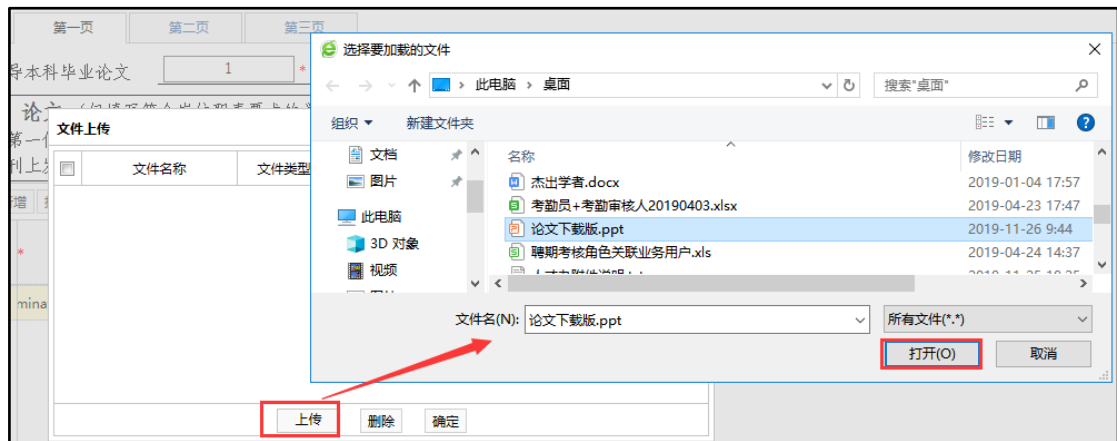 第一页
第二页
第三页
导本科毕业论文 1 *
论文
第一
刊上发
增
*
mina
文件上传
文件名称
文件类型
上传
删除
确定
选择要加载的文件
此电脑 › 桌面
搜索"桌面"
组织
新建文件夹
文档
图片
此电脑
3D 对象
视频
名称
修改日期
杰出学者.docx 2019-01-04 17:57
考勤员+考勤审核人20190403.xlsx 2019-04-23 17:47
论文下载版.ppt 2019-11-26 9:44
聘期考核角色关联业务用户.xls 2019-04-24 14:37
文件名(N): 论文下载版.ppt
所有文件(*.*)
打开(O)
取消